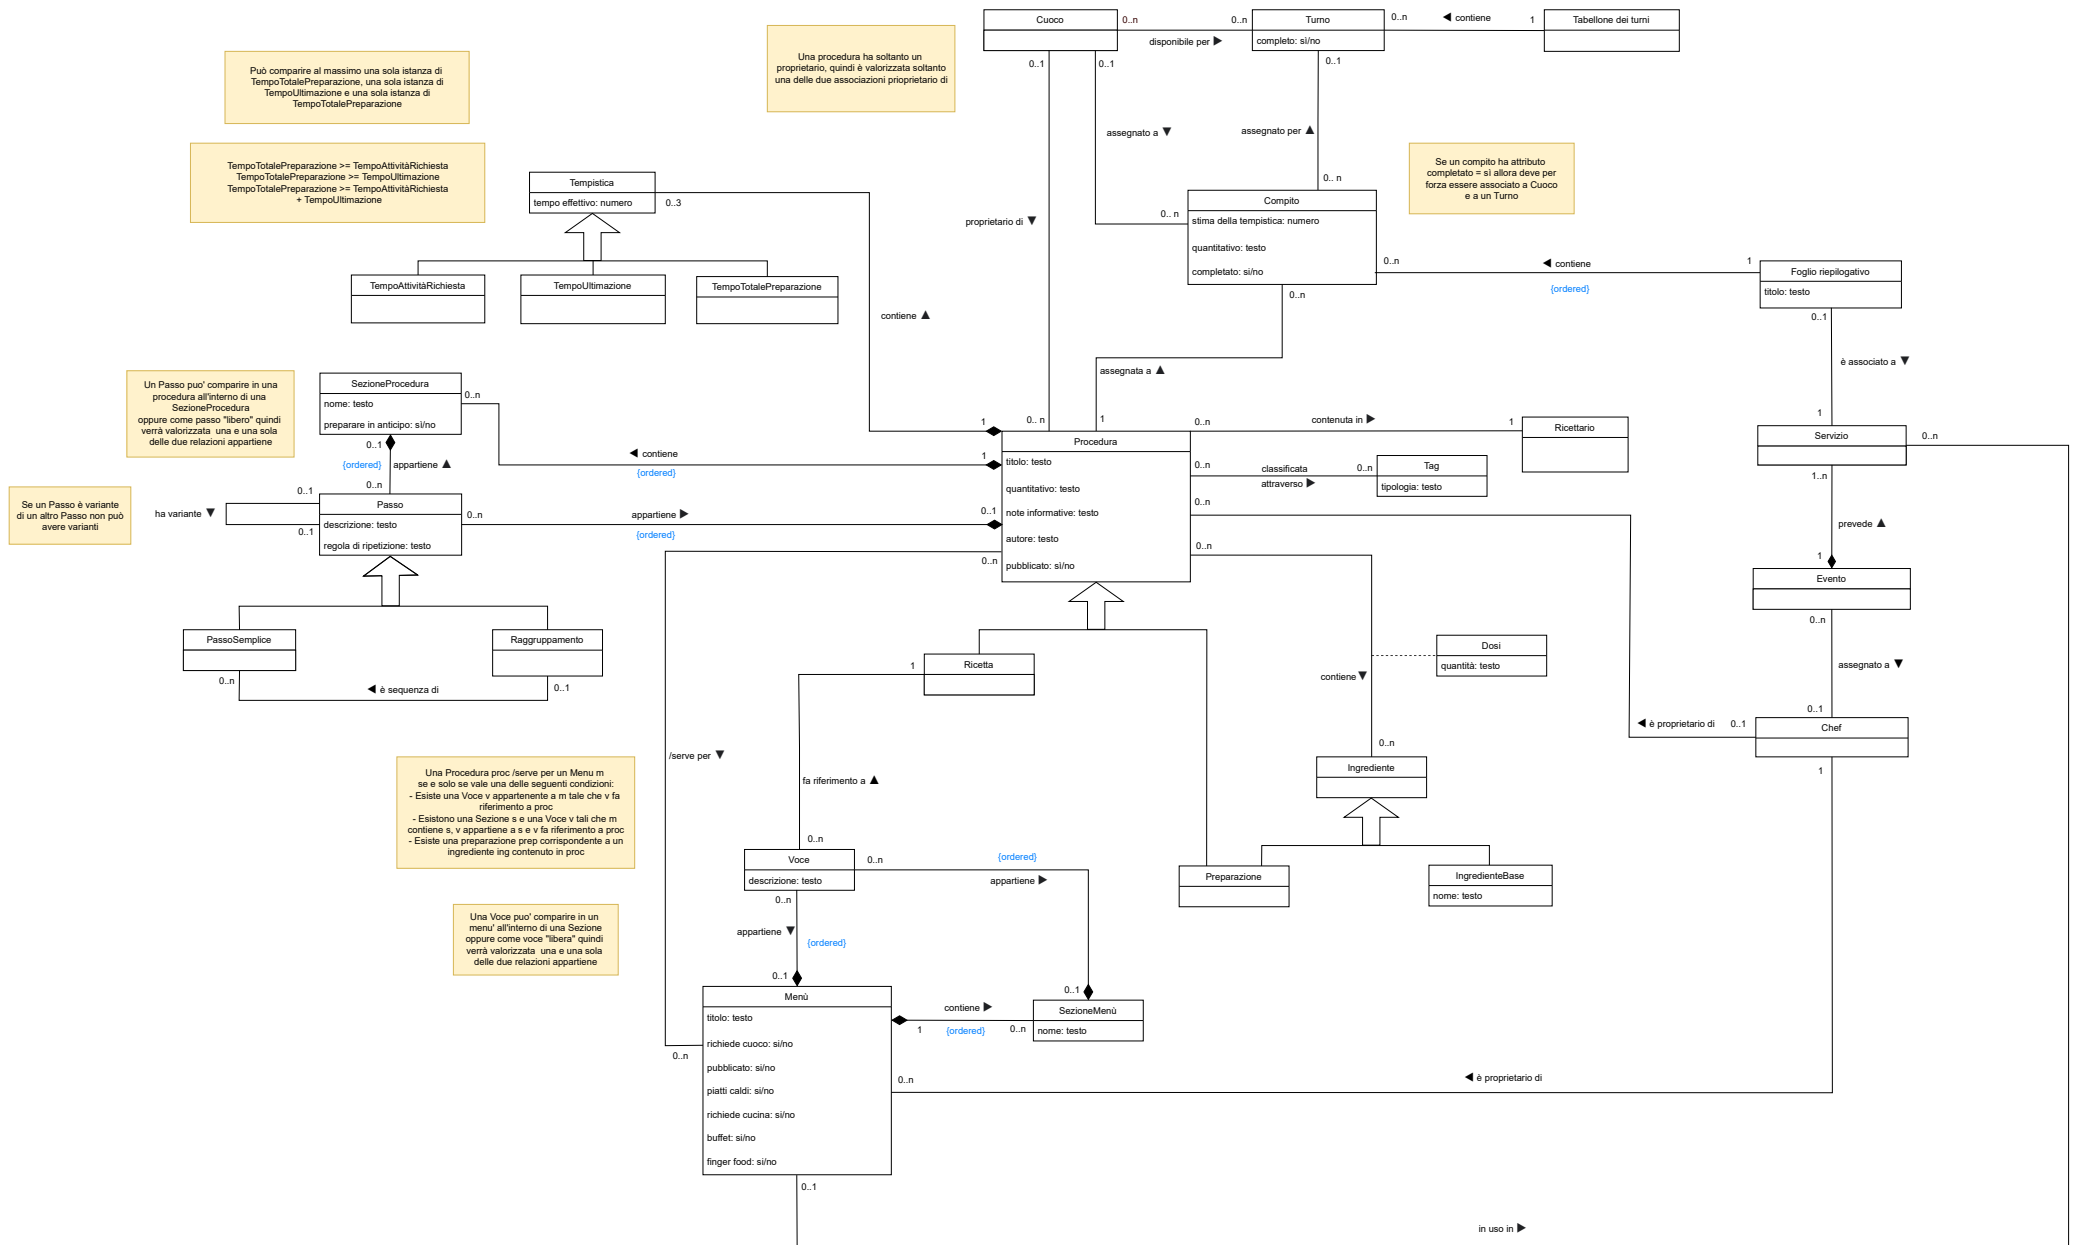 Cuoco
0..n
0..n
disponibile per ▶
Turno
completo: sì/no
0..n
◀ contiene
1
Tabellone dei turni
Una procedura ha soltanto un
proprietario, quindi è valorizzata soltanto
una delle due associazioni prioprietario di
Può comparire al massimo una sola istanza di
TempoTotalePreparazione, una sola istanza di
TempoUltimazione e una sola istanza di
TempoTotalePreparazione
0..1
0..1
0..1
assegnato a ▼
assegnato per ▲
TempoTotalePreparazione >= TempoAttivitàRichiesta
TempoTotalePreparazione >= TempoUltimazione
TempoTotalePreparazione >= TempoAttivitàRichiesta
+ TempoUltimazione
Se un compito ha attributo
completato = sì allora deve per
forza essere associato a Cuoco
e a un Turno
Tempistica
tempo effettivo: numero
0..3
proprietario di ▼
0.. n
0.. n
Compito
stima della tempistica: numero
quantitativo: testo
completato: si/no
0..n
◀ contiene
{ordered}
1
Foglio riepilogativo
titolo: testo
TempoAttivitàRichiesta
TempoUltimazione
TempoTotalePreparazione
contiene ▲
0..n
0..1
è associato a ▼
assegnata a ▲
Un Passo puo' comparire in una
procedura all'interno di una
SezioneProcedura
oppure come passo "libero" quindi
verrà valorizzata una e una sola
delle due relazioni appartiene
SezioneProcedura
nome: testo
preparare in anticipo: sì/no
0..n
0..1
{ordered}
appartiene ▲
0..n
◀ contiene
{ordered}
1
1
0.. n
1
0..n
contenuta in ▶
1
Ricettario
1
Servizio
0..n
Procedura
titolo: testo
quantitativo: testo
note informative: testo
autore: testo
pubblicato: sì/no
0..n
classificata
attraverso ▶
0..n
Tag
tipologia: testo
0..n
1..n
Se un Passo è variante
di un altro Passo non può
avere varianti
ha variante ▼
0..1
0..1
Passo
descrizione: testo
regola di ripetizione: testo
0..n
appartiene ▶
{ordered}
0..1
0..n
0..n
prevede ▲
1
Evento
0..n
PassoSemplice
Raggruppamento
0..n
◀ è sequenza di
0..1
1
Ricetta
Dosi
quantità: testo
contiene ▼
assegnato a ▼
0..1
◀ è proprietario di
0..1
Chef
1
/serve per ▼
0..n
Ingrediente
Una Procedura proc /serve per un Menu m
se e solo se vale una delle seguenti condizioni:
- Esiste una Voce v appartenente a m tale che v fa
riferimento a proc
- Esistono una Sezione s e una Voce v tali che m
contiene s, v appartiene a s e v fa riferimento a proc
- Esiste una preparazione prep corrispondente a un
ingrediente ing contenuto in proc
fa riferimento a ▲
0..n
Voce
descrizione: testo
0..n
{ordered}
appartiene ▶
Preparazione
IngredienteBase
nome: testo
Una Voce puo' comparire in un
menu' all'interno di una Sezione
oppure come voce "libera" quindi
verrà valorizzata una e una sola
delle due relazioni appartiene
0..n
appartiene ▼
{ordered}
0..1
0..1
Menù
titolo: testo
richiede cuoco: si/no
pubblicato: si/no
piatti caldi: si/no
richiede cucina: si/no
buffet: si/no
finger food: si/no
contiene ▶
1
{ordered}
0..n
SezioneMenù
nome: testo
0..n
0..n
◀ è proprietario di
0..1
in uso in ▶